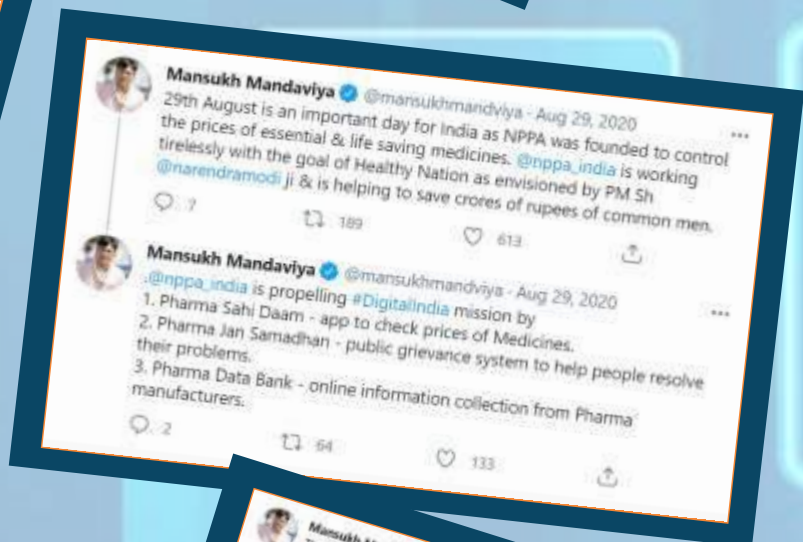 Mansukh Mandaviya @mansukhmandviya · Aug 29, 2020
29th August is an important day for India as NPPA was founded to control
the prices of essential & life saving medicines. @nppa_india is working
tirelessly with the goal of Healthy Nation as envisioned by PM Sh
@narendramodi ji & is helping to save crores of rupees of common men.
7 189 613
Mansukh Mandaviya @mansukhmandviya · Aug 29, 2020
.@nppa_india is propelling #DigitalIndia mission by
1. Pharma Sahi Daam - app to check prices of Medicines.
2. Pharma Jan Samadhan - public grievance system to help people resolve
their problems.
3. Pharma Data Bank - online information collection from Pharma
manufacturers.
2 64 133
Mansukh